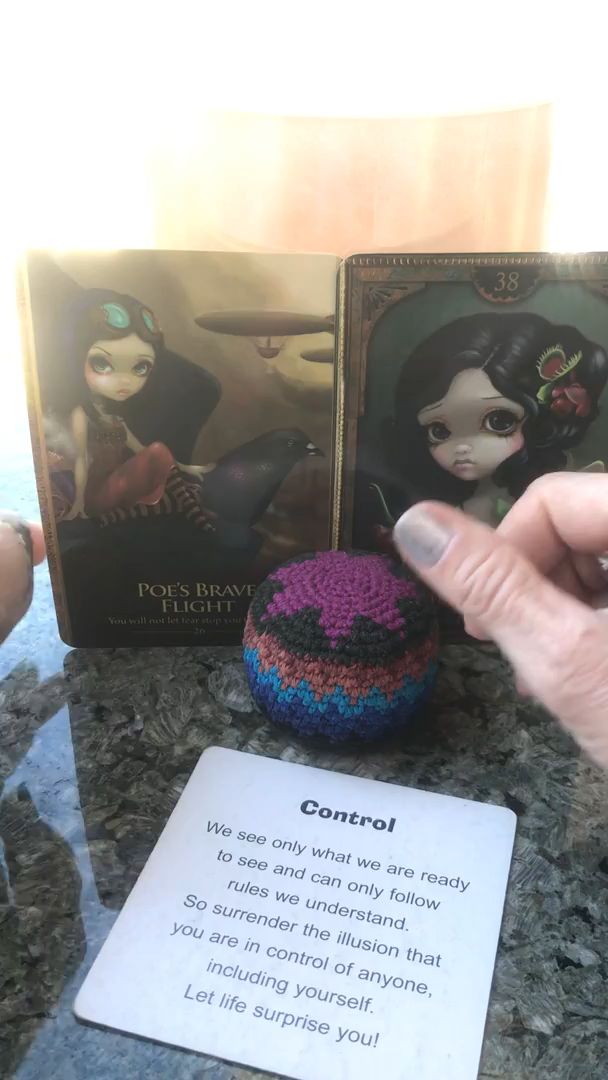 38
POE'S BRAVE
FLIGHT
You will not let fear stop you
26
Control
We see only what we are ready
to see and can only follow
rules we understand.
So surrender the illusion that
you are in control of anyone,
including yourself.
Let life surprise you!